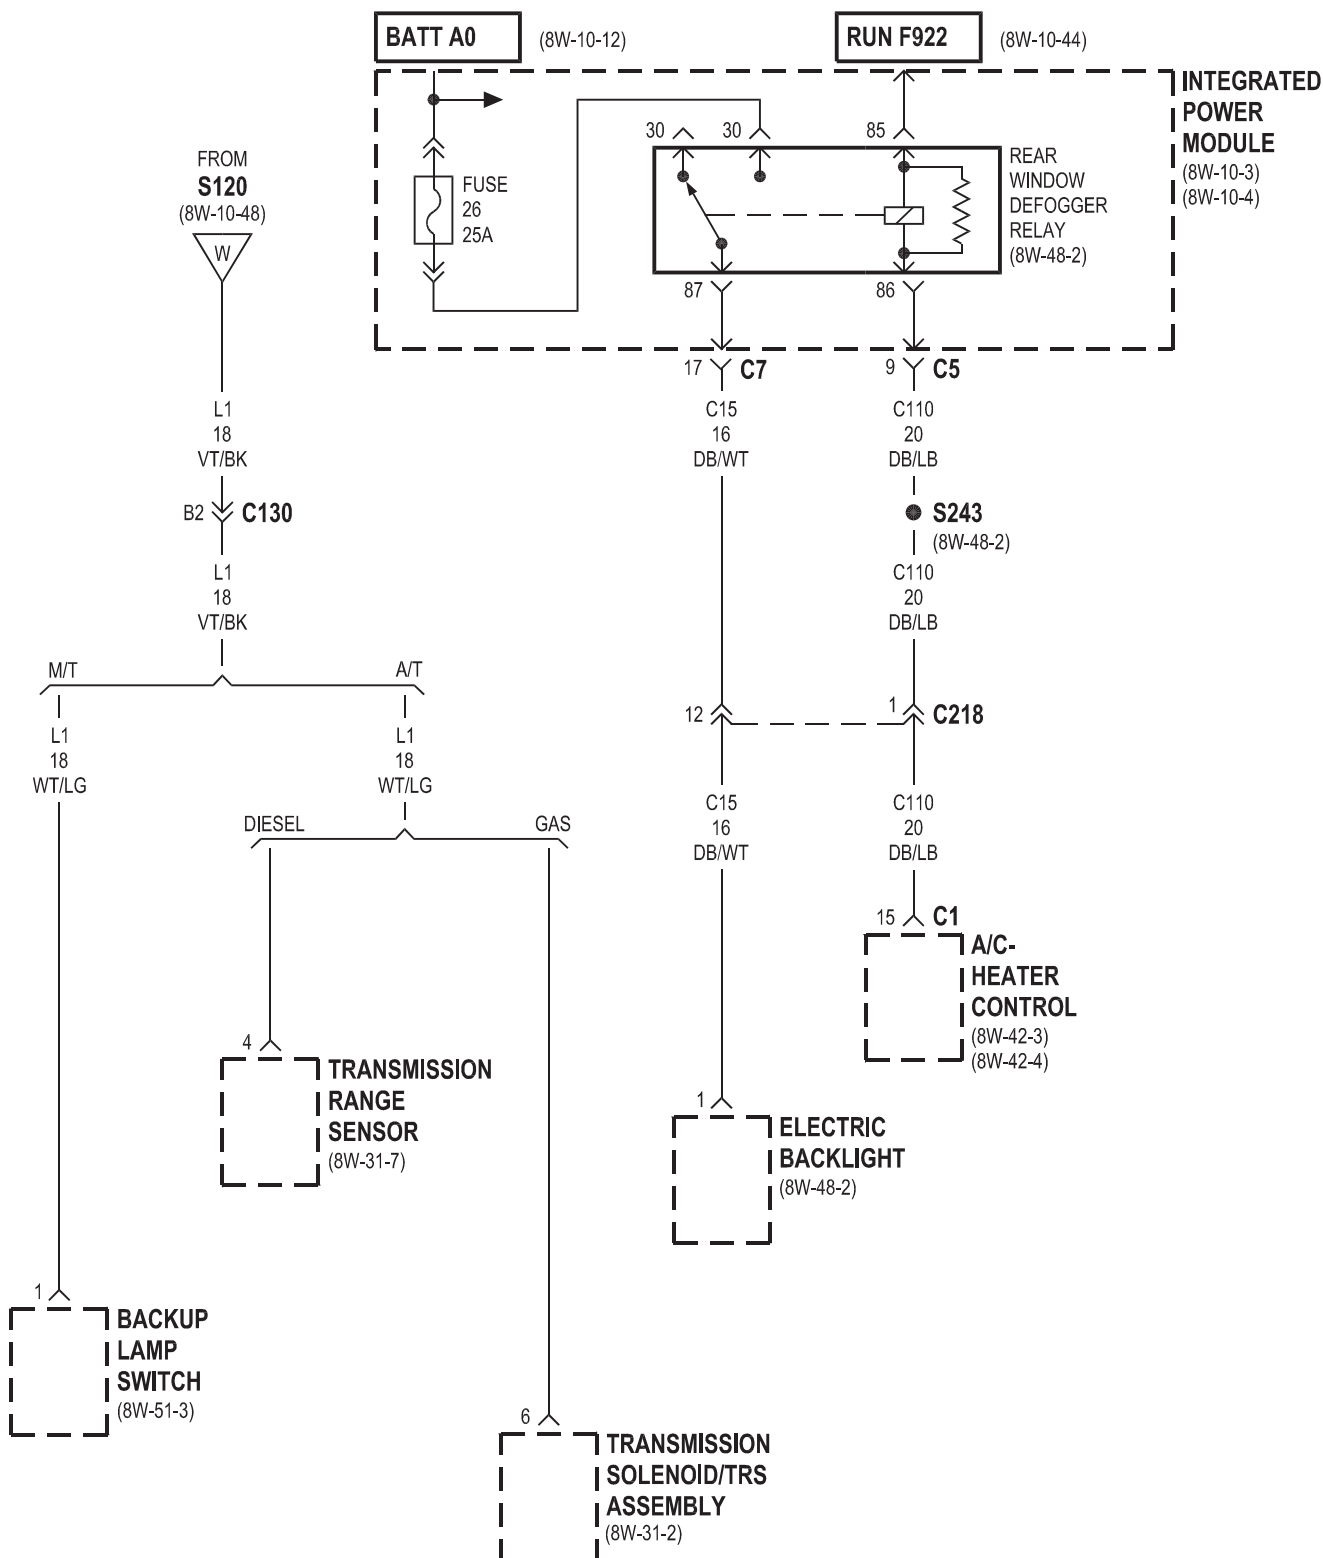 BATT A0
(8W-10-12)
RUN F922
(8W-10-44)
INTEGRATED
POWER
MODULE
(8W-10-3)
(8W-10-4)
FROM
S120
(8W-10-48)
W
FUSE
26
25A
30
30
85
REAR
WINDOW
DEFOGGER
RELAY
(8W-48-2)
87
86
17
C7
9
C5
L1
18
VT/BK
C15
16
DB/WT
C110
20
DB/LB
B2
C130
S243
(8W-48-2)
L1
18
VT/BK
C110
20
DB/LB
M/T
A/T
12
1
C218
L1
18
WT/LG
L1
18
WT/LG
C15
16
DB/WT
C110
20
DB/LB
DIESEL
GAS
15
C1
A/C-
HEATER
CONTROL
(8W-42-3)
(8W-42-4)
4
TRANSMISSION
RANGE
SENSOR
(8W-31-7)
1
ELECTRIC
BACKLIGHT
(8W-48-2)
1
BACKUP
LAMP
SWITCH
(8W-51-3)
6
TRANSMISSION
SOLENOID/TRS
ASSEMBLY
(8W-31-2)